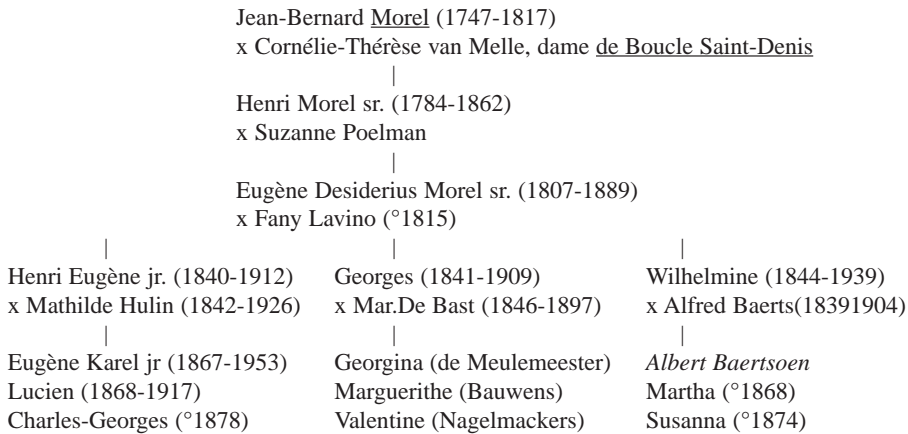 Jean-Bernard Morel (1747-1817)
x Cornélie-Thérèse van Melle, dame de Boucle Saint-Denis
|
Henri Morel sr. (1784-1862)
x Suzanne Poelman
|
Eugène Desiderius Morel sr. (1807-1889)
x Fany Lavino (°1815)
| | |
Henri Eugène jr. (1840-1912) Georges (1841-1909) Wilhelmine (1844-1939)
x Mathilde Hulin (1842-1926) x Mar.De Bast (1846-1897) x Alfred Baerts(18391904)
| | |
Eugène Karel jr (1867-1953) Georgina (de Meulemeester) Albert Baertsoen
Lucien (1868-1917) Marguerithe (Bauwens) Martha (°1868)
Charles-Georges (°1878) Valentine (Nagelmackers) Susanna (°1874)